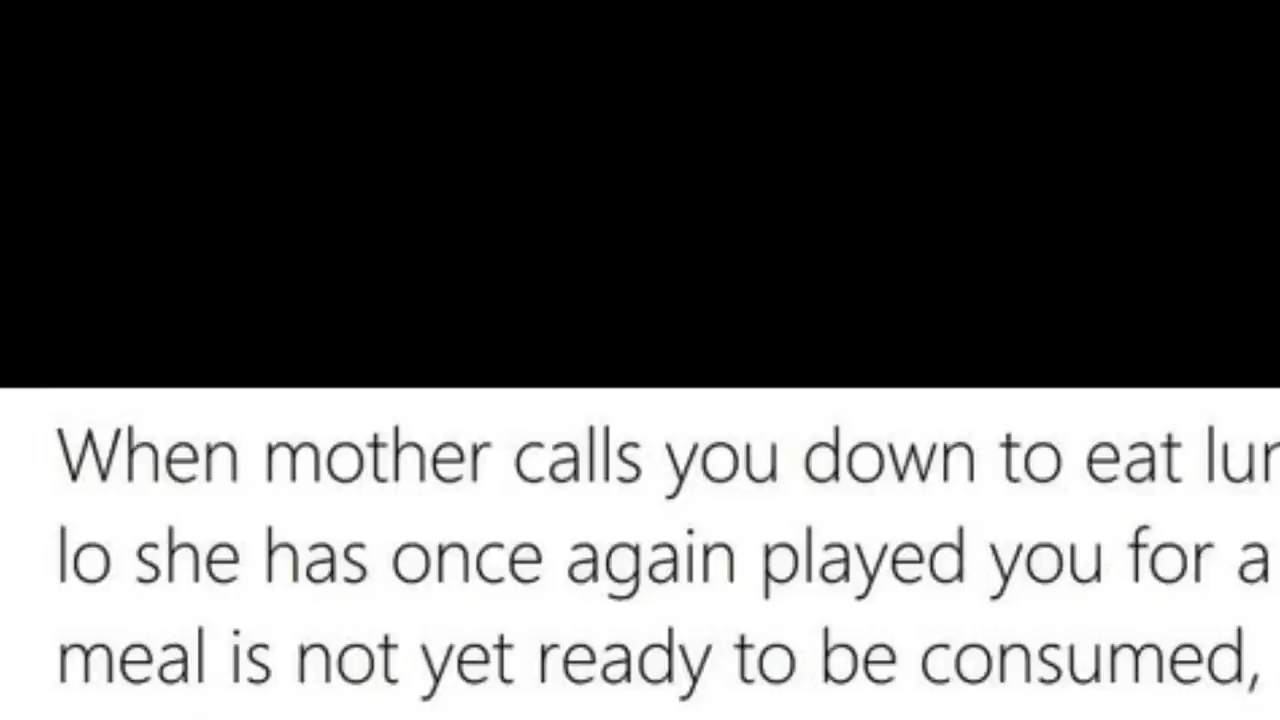 When mother calls you down to eat
lo she has once again played you for a
meal is not yet ready to be consumed,